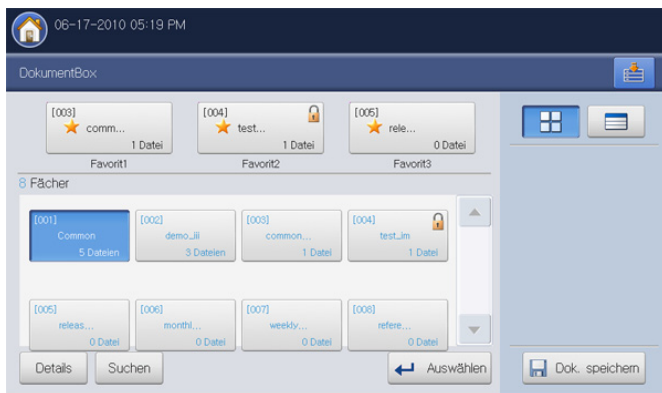 06-17-2010 05:19 PM
DokumentBox
[003]
comm...
1 Datei
Favorit1
[004]
test...
1 Datei
Favorit2
[005]
rele...
0 Datei
Favorit3
8 Fächer
[001]
Common
5 Dateien
[002]
demo_iii
3 Dateien
[003]
common...
1 Datei
[004]
test_im
1 Datei
[005]
releas...
0 Datei
[006]
monthl...
0 Datei
[007]
weekly...
0 Datei
[008]
refere...
0 Datei
Details
Suchen
Auswählen
Dok. speichern